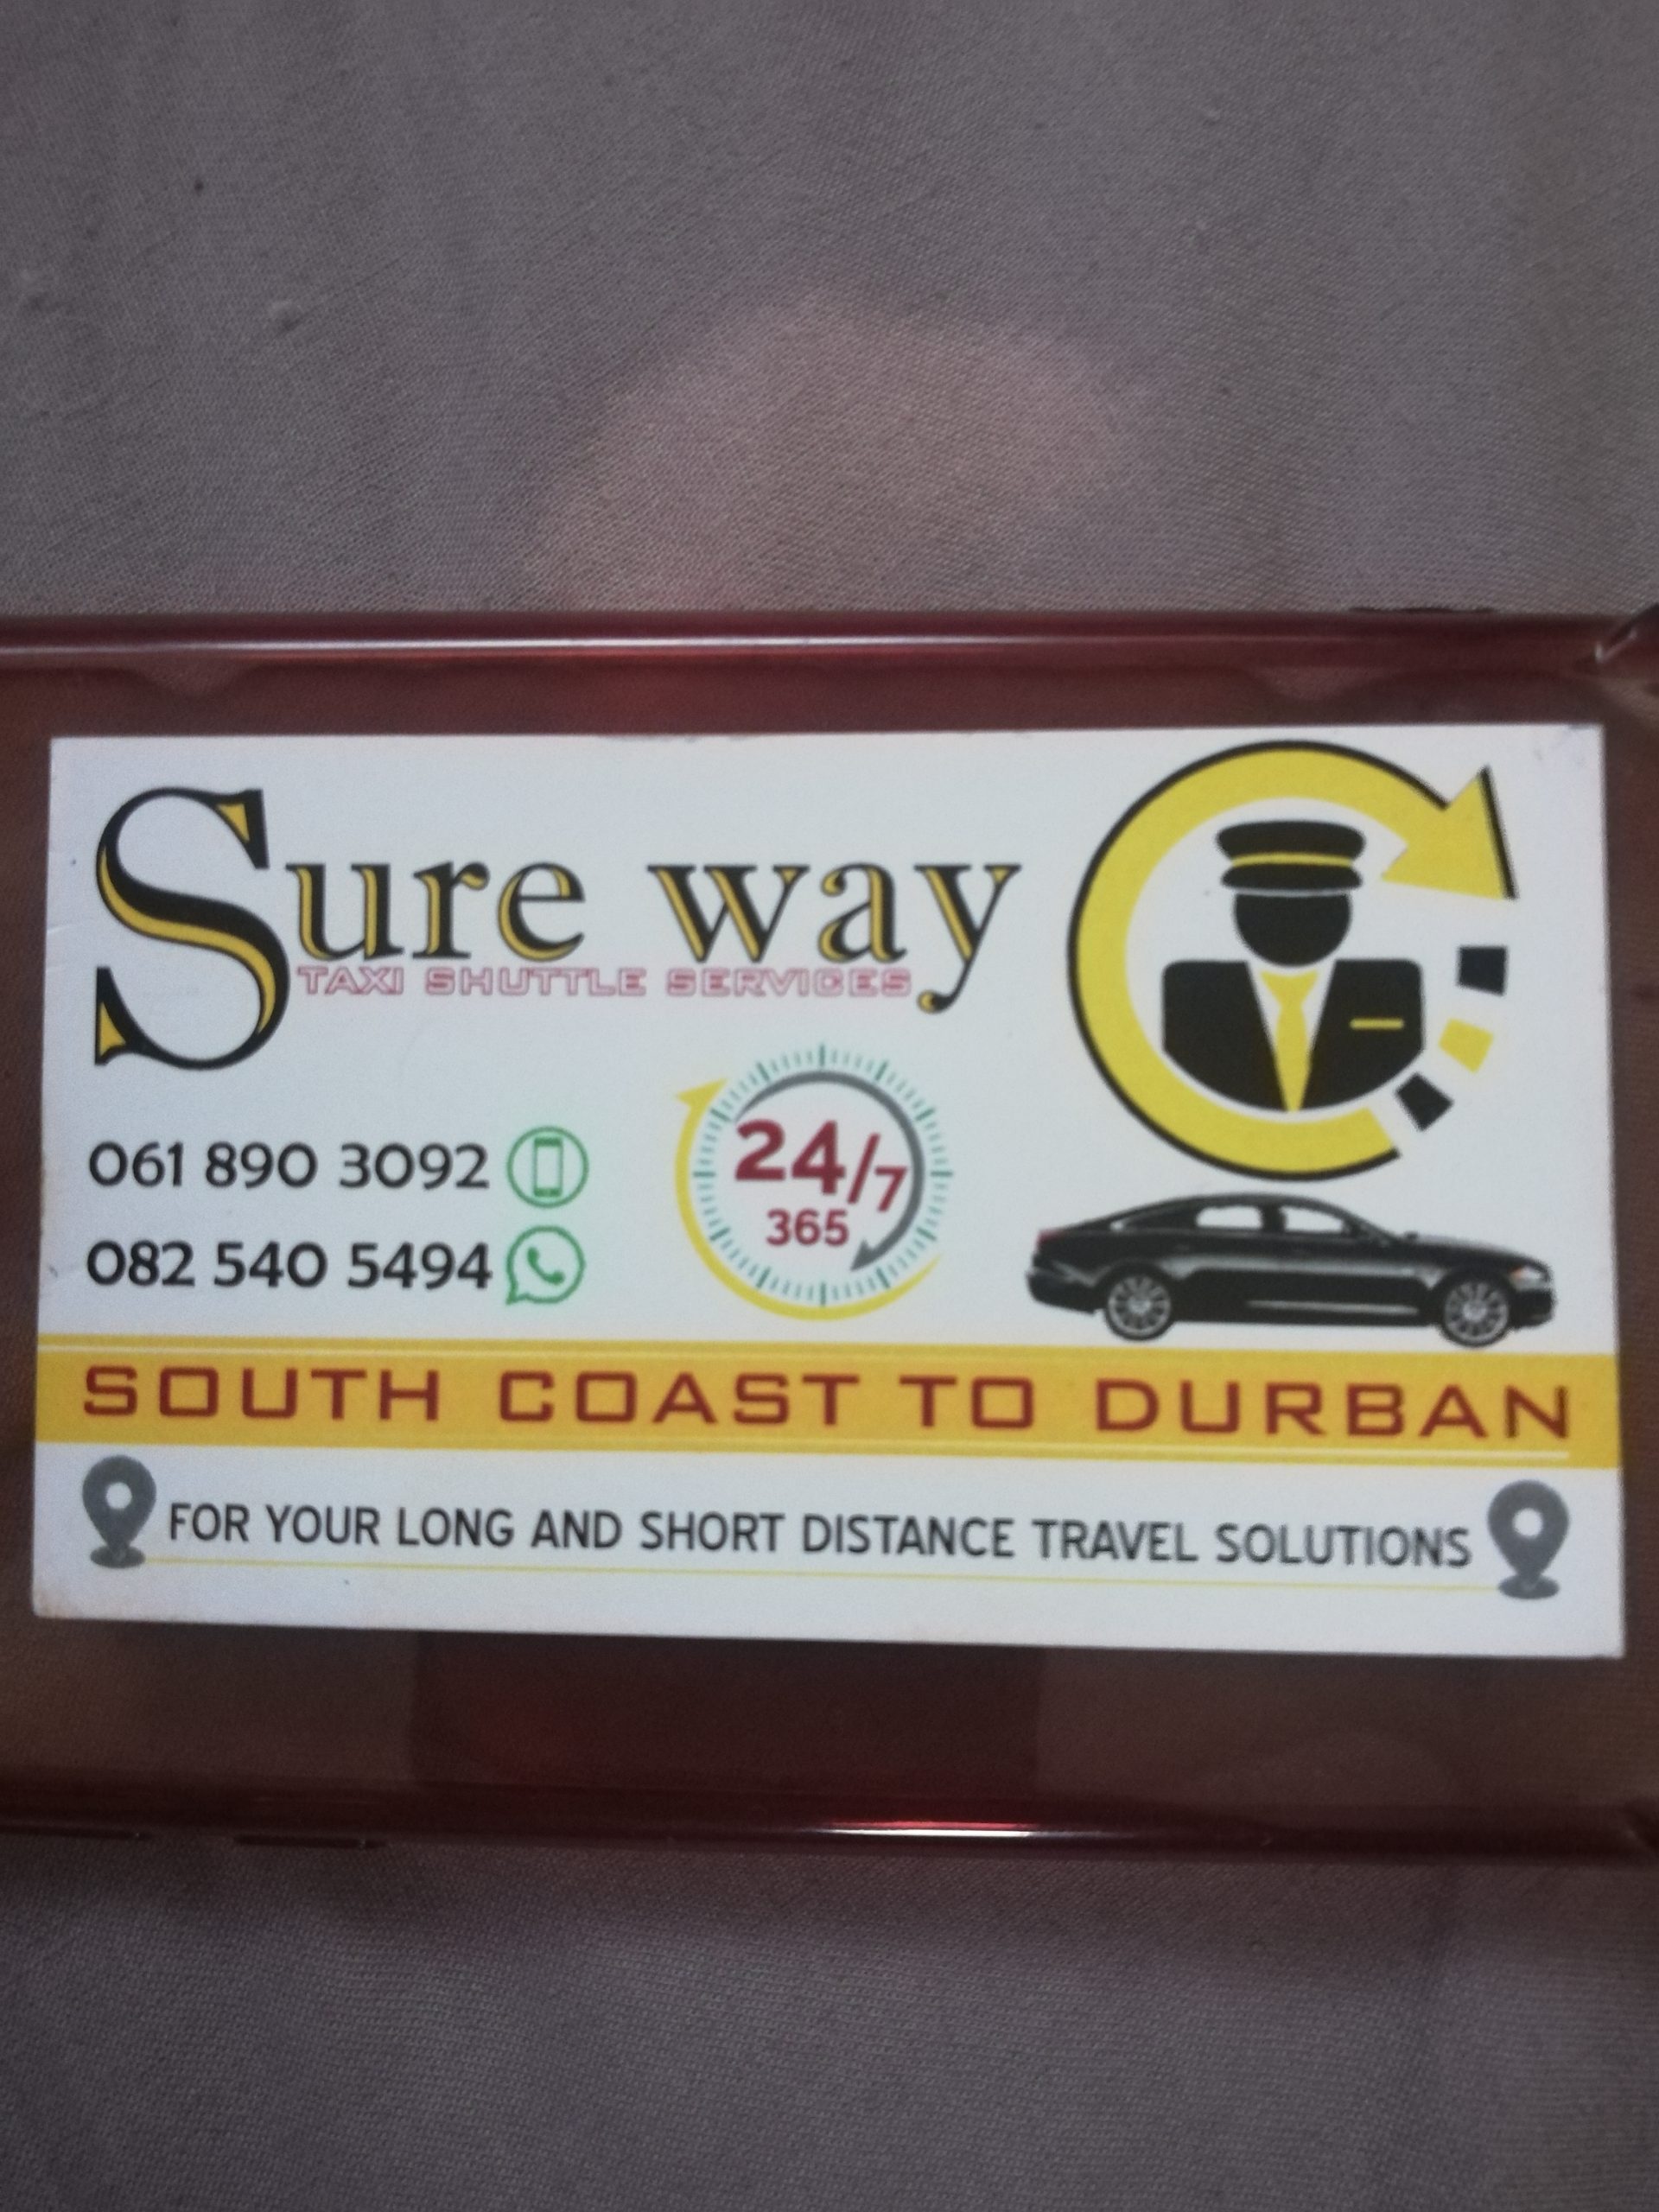 Sure way
TAXI SHUTTLE SERVICES
061 890 3092
082 540 5494
24/7
365
SOUTH COAST TO DURBAN
FOR YOUR LONG AND SHORT DISTANCE TRAVEL SOLUTIONS